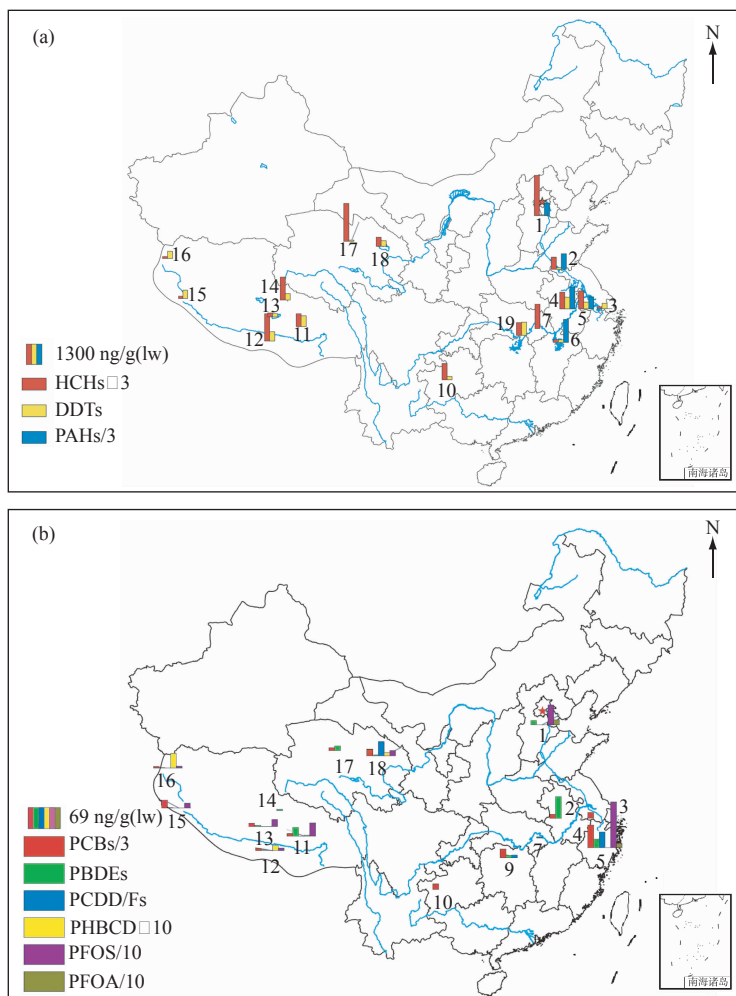 (a)
N
1
2
3
4
5
6
7
19
10
11
12
13
14
15
16
17
18
1300 ng/g(lw)
HCHs□3
DDTs
PAHs/3
南海诸岛
(b)
N
1
2
3
4
5
7
9
10
11
12
13
14
15
16
17
18
69 ng/g(lw)
PCBs/3
PBDEs
PCDD/Fs
PHBCD□10
PFOS/10
PFOA/10
南海诸岛